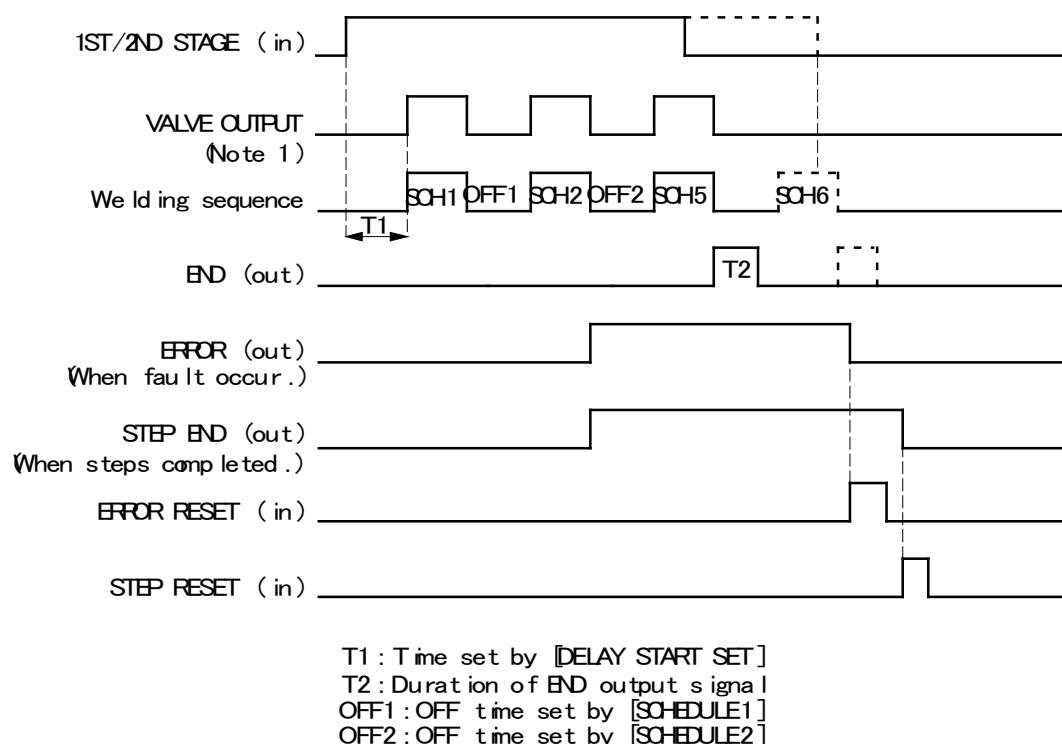 1ST/2ND STAGE (in)
VALVE OUTPUT
(Note 1)
Welding sequence
SCH1 OFF1 SCH2 OFF2 SCH5 SCH6
T1
END (out)
T2
ERROR (out)
(When fault occur.)
STEP END (out)
(When steps completed.)
ERROR RESET (in)
STEP RESET (in)
T1:Time set by [DELAY START SET]
T2:Duration of END output signal
OFF1:OFF time set by [SCHEDULE1]
OFF2:OFF time set by [SCHEDULE2]